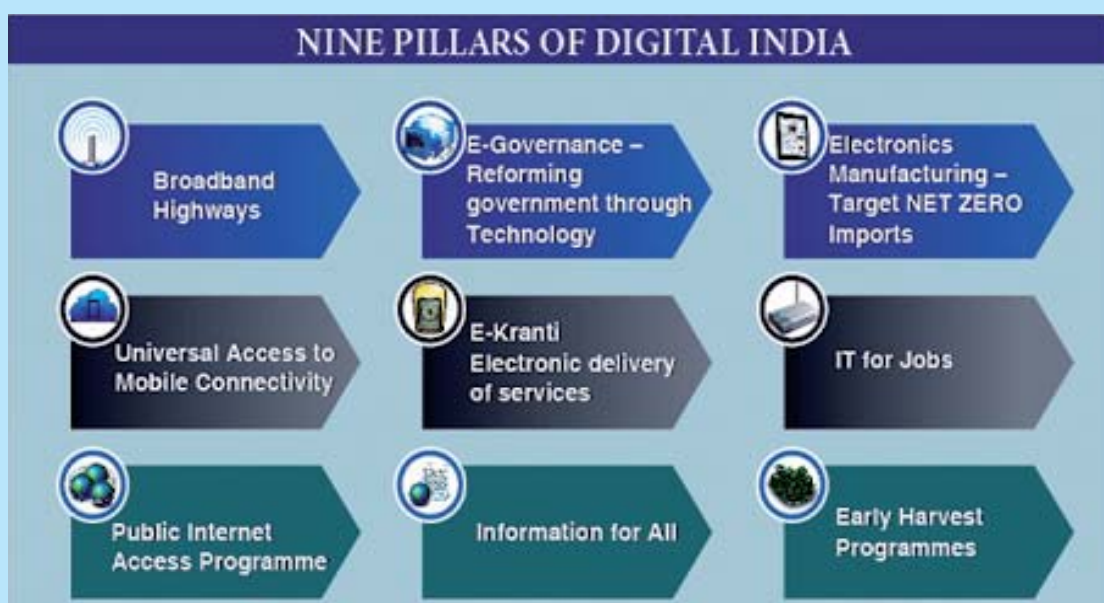 NINE PILLARS OF DIGITAL INDIA
Broadband
Highways
E-Governance –
Reforming
government through
Technology
Electronics
Manufacturing –
Target NET ZERO
Imports
Universal Access to
Mobile Connectivity
E-Kranti
Electronic delivery
of services
IT for Jobs
Public Internet
Access Programme
Information for All
Early Harvest
Programmes